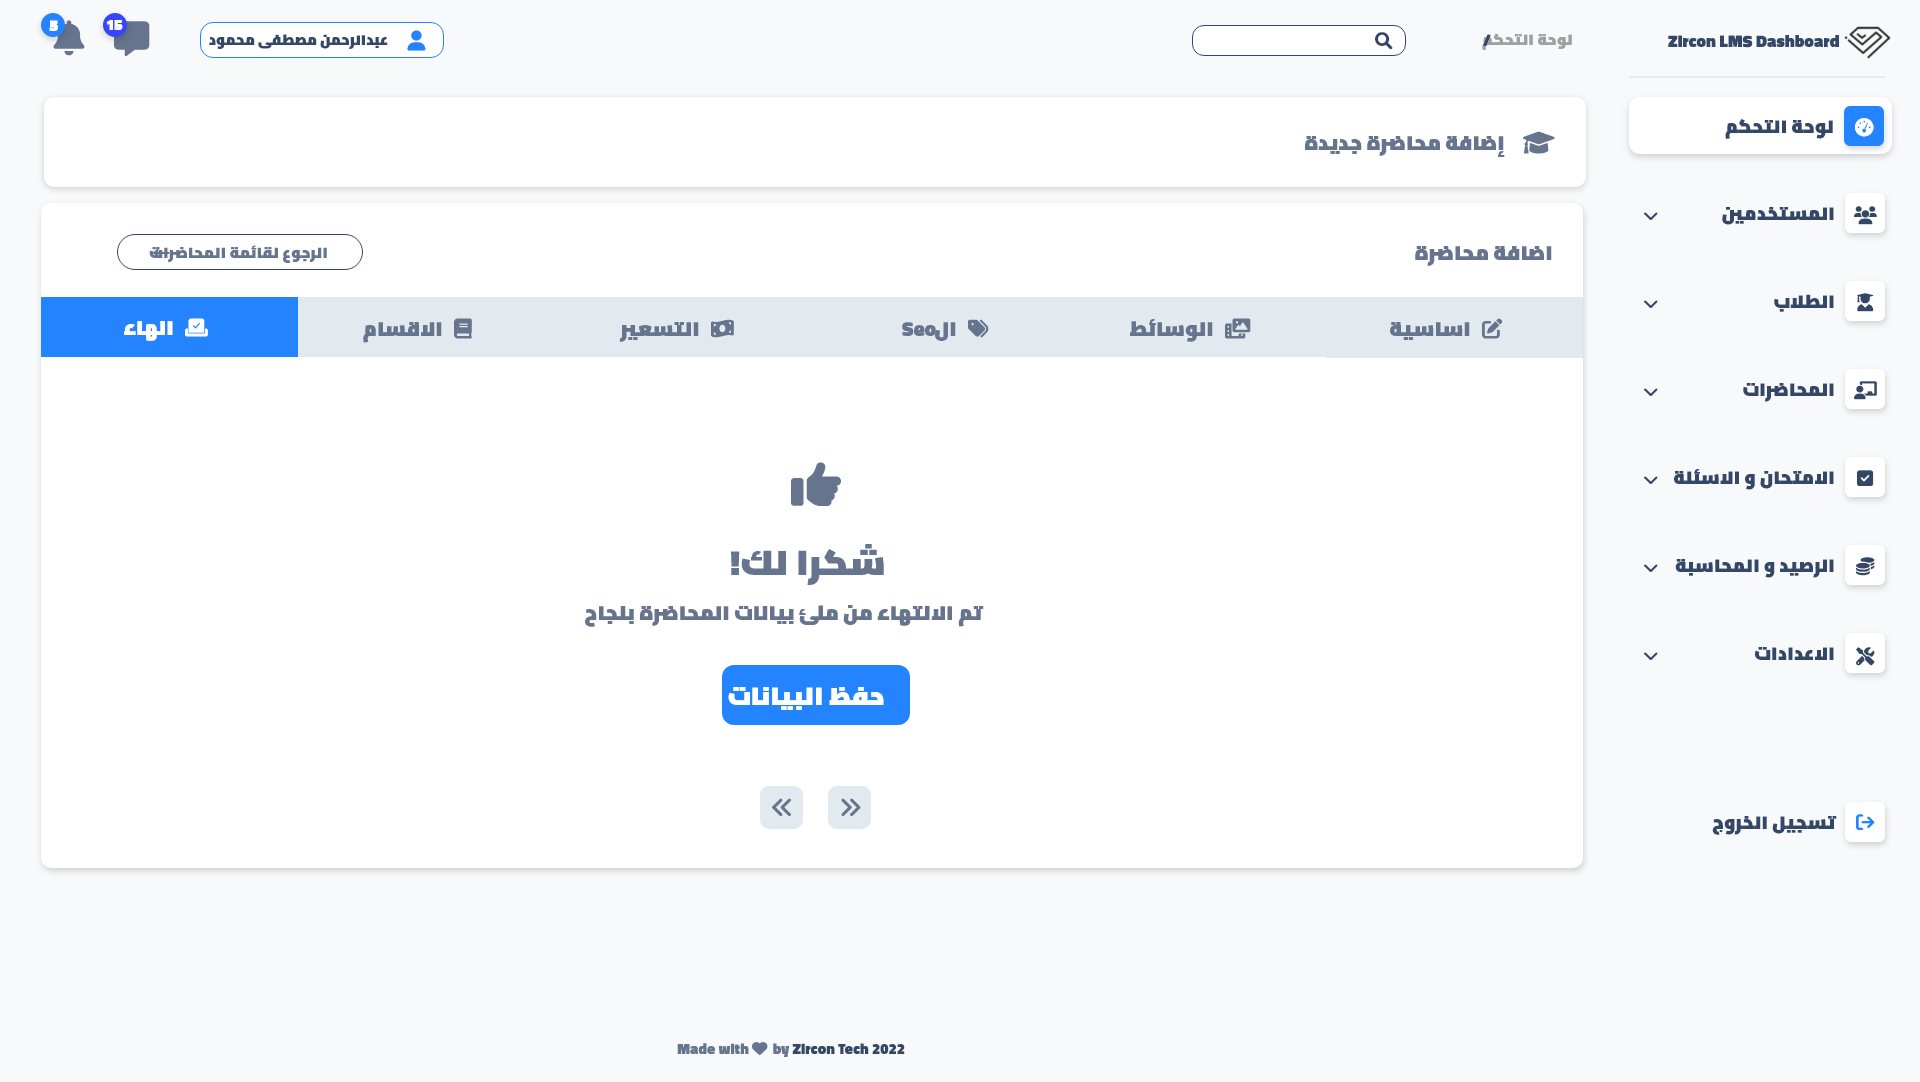 Zircon LMS Dashboard
لوحة التحكم /
عبدالرحمن مصطفى محمود
15
5
لوحة التحكم
المستخدمين
الطلاب
المحاضرات
الامتحان و الاسئلة
الرصيد و المحاسبة
الاعدادات
تسجيل الخروج
إضافة محاضرة جديدة
اضافة محاضرة
الرجوع لقائمة المحاضرات
اساسية
الوسائط
الSeo
التسعير
الاقسام
انهاء
شكرا لك!
تم الانتهاء من ملئ بيانات المحاضرة بنجاح
حفظ البيانات
Made with by Zircon Tech 2022